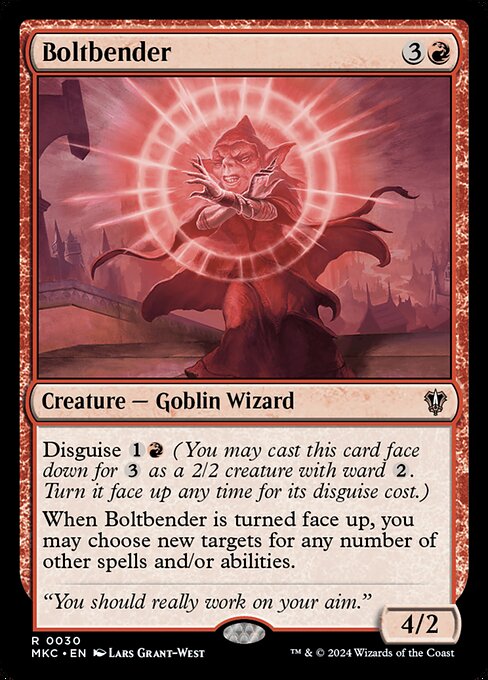 Boltbender 3
Creature — Goblin Wizard
Disguise 1 (You may cast this card face
down for 3 as a 2/2 creature with ward 2.
Turn it face up any time for its disguise cost.)
When Boltbender is turned face up, you
may choose new targets for any number of
other spells and/or abilities.
“You should really work on your aim.”
4/2
R 0030
MKC • EN Lars Grant-West
™ & © 2024 Wizards of the Coast